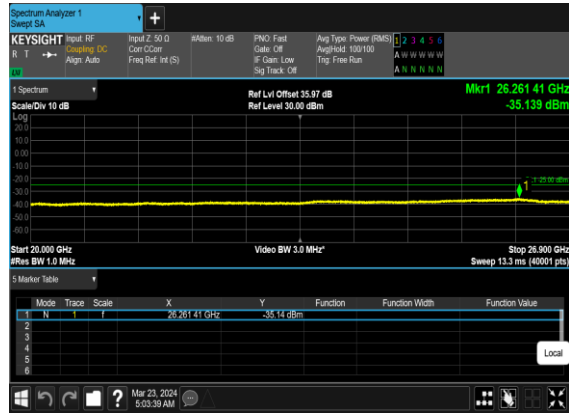 Spectrum Analyzer 1
Swept SA
+
KEYSIGHT Input: RF Input Z: 50 Ω #Atten: 10 dB PNO: Fast Avg Type: Power (RMS) 1 2 3 4 5 6
R T Coupling: DC Corr CCorr Gate: Off Avg|Hold: 100/100 A W W W W W
Align: Auto Freq Ref: Int (S) IF Gain: Low Trig: Free Run A N N N N N
Sig Track: Off
1 Spectrum
Scale/Div 10 dB Ref Lvl Offset 35.97 dB Mkr1 26.261 41 GHz
Ref Level 30.00 dBm -35.139 dBm
Log
20.0
10.0
0.00
-10.0
-20.0
-30.0
-40.0
-50.0
-60.0
1
-25.00 dBm
Start 20.000 GHz Video BW 3.0 MHz* Stop 26.900 GHz
#Res BW 1.0 MHz Sweep 13.3 ms (40001 pts)
5 Marker Table
Mode Trace Scale X Y Function Function Width Function Value
1 N 1 f 26.261 41 GHz -35.14 dBm
2
3
4
5
6
Local
? Mar 23, 2024
5:03:39 AM